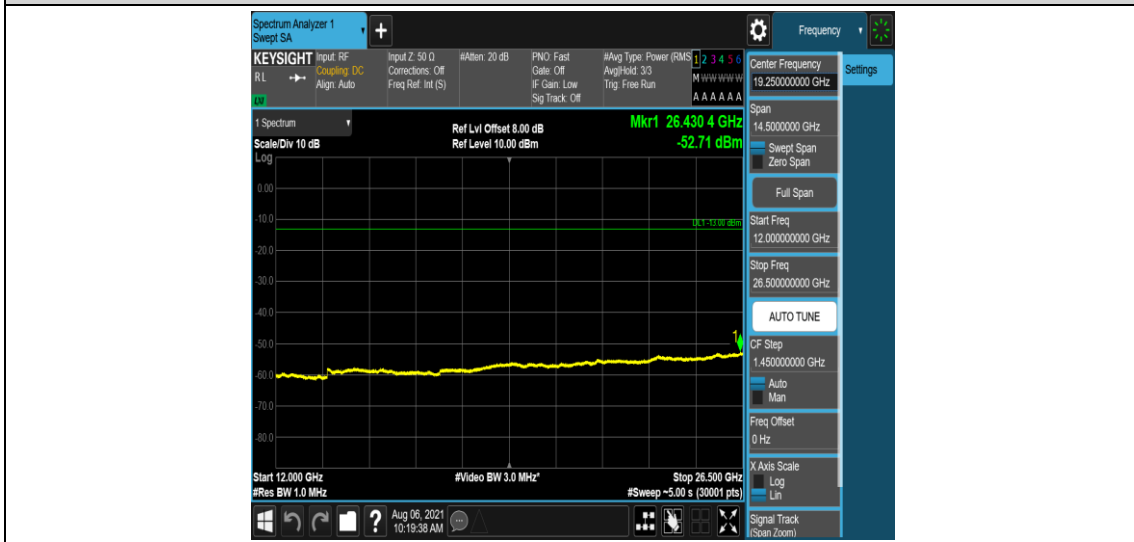 Spectrum Analyzer 1
Swept SA
+
Frequency
KEYSIGHT
RL
Input: RF
Coupling: DC
Align: Auto
Input Z: 50 Ω
Corrections: Off
Freq Ref: Int (S)
#Atten: 20 dB
PNO: Fast
Gate: Off
IF Gain: Low
Sig Track: Off
#Avg Type: Power (RMS
Avg|Hold: 3/3
Trig: Free Run
1 2 3 4 5 6
M W W W W W
A A A A A A
1 Spectrum
Scale/Div 10 dB
Log
Ref Lvl Offset 8.00 dB
Ref Level 10.00 dBm
Mkr1 26.430 4 GHz
-52.71 dBm
0.00
-10.0
DL1 -13.00 dBm
-20.0
-30.0
-40.0
1
-50.0
-60.0
-70.0
-80.0
Start 12.000 GHz
#Res BW 1.0 MHz
#Video BW 3.0 MHz*
Stop 26.500 GHz
#Sweep ~5.00 s (30001 pts)
?
Aug 06, 2021
10:19:38 AM
Center Frequency
19.250000000 GHz
Settings
Span
14.5000000 GHz
Swept Span
Zero Span
Full Span
Start Freq
12.000000000 GHz
Stop Freq
26.500000000 GHz
AUTO TUNE
CF Step
1.450000000 GHz
Auto
Man
Freq Offset
0 Hz
X Axis Scale
Log
Lin
Signal Track
(Span Zoom)